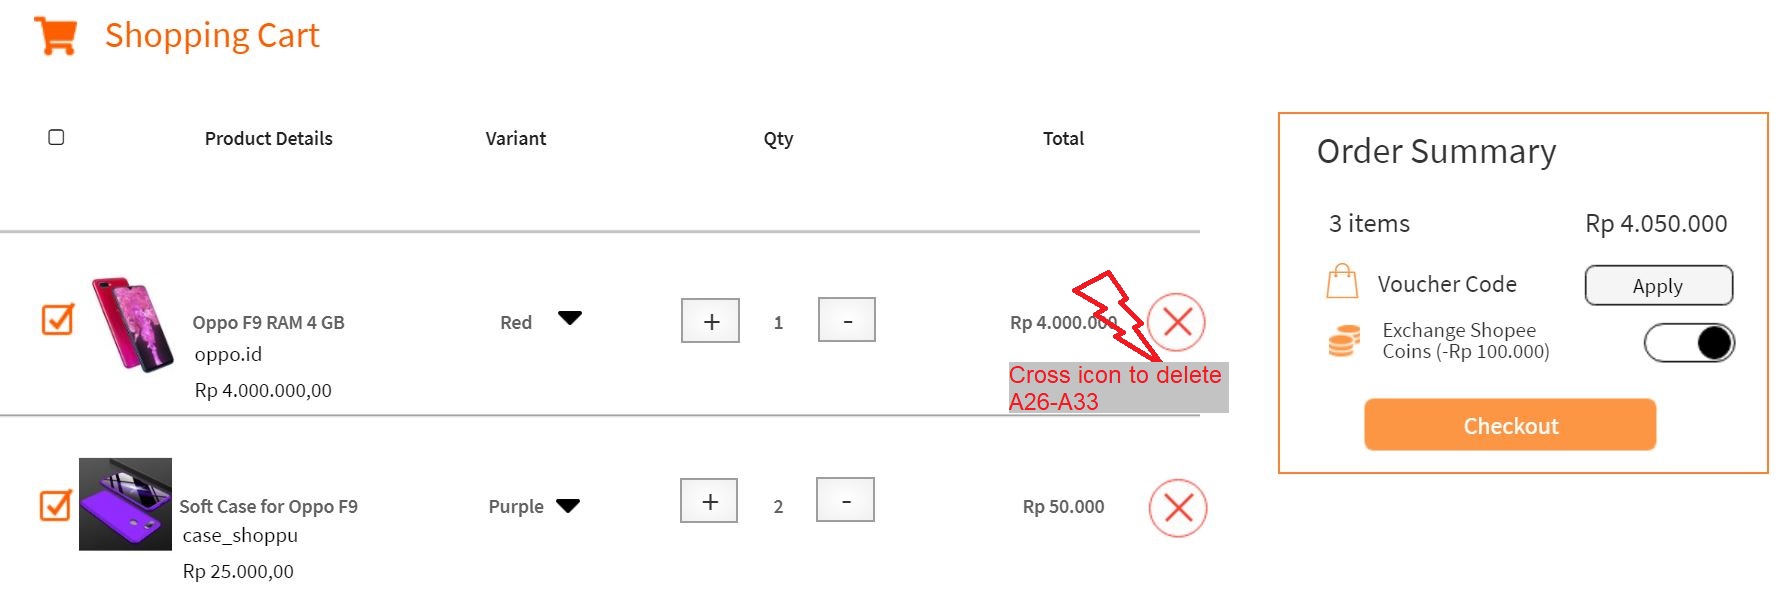 Shopping Cart
Product Details Variant Qty Total
Oppo F9 RAM 4 GB
oppo.id
Rp 4.000.000,00
Red
+ 1 -
Rp 4.000.000
Cross icon to delete
A26-A33
Soft Case for Oppo F9
case_shoppu
Rp 25.000,00
Purple
+ 2 -
Rp 50.000
Order Summary
3 items Rp 4.050.000
Voucher Code Apply
Exchange Shopee
Coins (-Rp 100.000)
Checkout